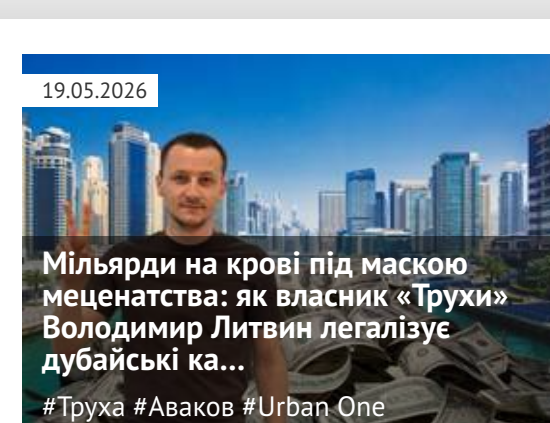 19.05.2026
Мільярди на крові під маскою
меценатства: як власник «Трухи»
Володимир Литвин легалізує
дубайські ка...
#Труха #Аваков #Urban One